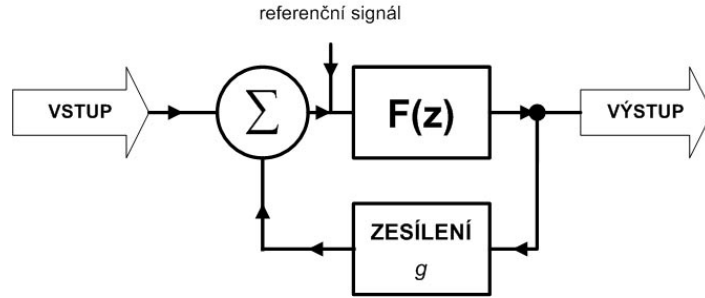 referenční signál
VSTUP
Σ
F(z)
VÝSTUP
ZESÍLENÍ
g